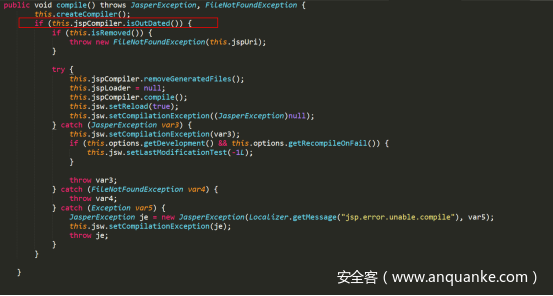 public void compile() throws JasperException, FileNotFoundException {
this.createCompiler();
if (this.jspCompiler.isOutDated()) {
if (this.isRemoved()) {
throw new FileNotFoundException(this.jspUri);
}
try {
this.jspCompiler.removeGeneratedFiles();
this.jspLoader = null;
this.jspCompiler.compile();
this.jsw.setReload(true);
this.jsw.setCompilationException((JasperException)null);
} catch (JasperException var3) {
this.jsw.setCompilationException(var3);
if (this.options.getDevelopment() && this.options.getRecompileOnFail()) {
this.jsw.setLastModificationTest(-1L);
}
throw var3;
} catch (FileNotFoundException var4) {
throw var4;
} catch (Exception var5) {
JasperException je = new JasperException(Localizer.getMessage("jsp.error.unable.compile"), var5);
this.jsw.setCompilationException(je);
throw je;
}
}
}
安全客（www.anquanke.com）